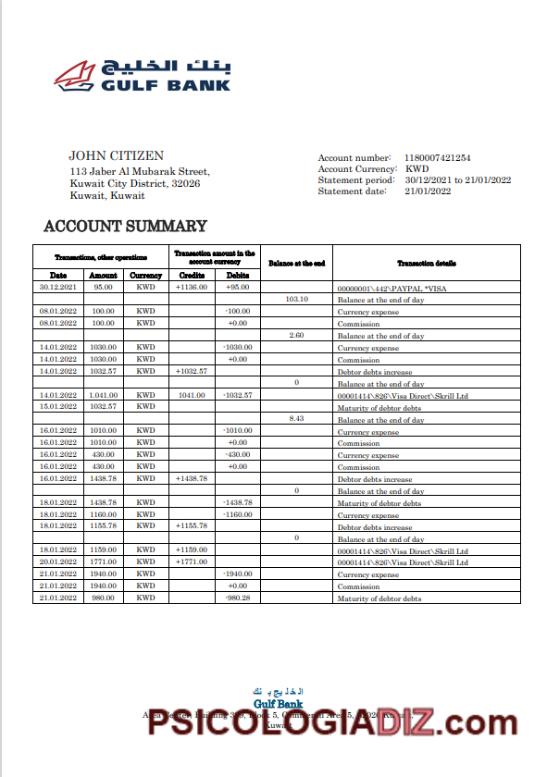 بنك الخليج
GULF BANK
JOHN CITIZEN
113 Jaber Al Mubarak Street,
Kuwait City District, 32026
Kuwait, Kuwait
Account number: 1180007421254
Account Currency: KWD
Statement period: 30/12/2021 to 21/01/2022
Statement date: 21/01/2022
ACCOUNT SUMMARY
Transactions, other operations Transaction amount in the account currency Balance at the end Transaction details
Date Amount Currency Credits Debits
30.12.2021 95.00 KWD +1136.00 +95.00 00000001\442\PAYPAL *VISA
103.10 Balance at the end of day
08.01.2022 100.00 KWD -100.00 Currency expense
08.01.2022 100.00 KWD +0.00 Commission
2.60 Balance at the end of day
14.01.2022 1030.00 KWD -1030.00 Currency expense
14.01.2022 1030.00 KWD +0.00 Commission
14.01.2022 1032.57 KWD +1032.57 Debtor debts increase
0 Balance at the end of day
14.01.2022 1.041.00 KWD 1041.00 -1032.57 00001414\826\Visa Direct\Skrill Ltd
15.01.2022 1032.57 KWD Maturity of debtor debts
8.43 Balance at the end of day
16.01.2022 1010.00 KWD -1010.00 Currency expense
16.01.2022 1010.00 KWD +0.00 Commission
16.01.2022 430.00 KWD -430.00 Currency expense
16.01.2022 430.00 KWD +0.00 Commission
16.01.2022 1438.78 KWD +1438.78 Debtor debts increase
0 Balance at the end of day
18.01.2022 1438.78 KWD -1438.78 Maturity of debtor debts
18.01.2022 1160.00 KWD -1160.00 Currency expense
18.01.2022 1155.78 KWD +1155.78 Debtor debts increase
0 Balance at the end of day
18.01.2022 1159.00 KWD +1159.00 00001414\826\Visa Direct\Skrill Ltd
20.01.2022 1771.00 KWD +1771.00 00001414\826\Visa Direct\Skrill Ltd
21.01.2022 1940.00 KWD -1940.00 Currency expense
21.01.2022 1940.00 KWD +0.00 Commission
21.01.2022 980.00 KWD -980.28 Maturity of debtor debts
الخليج بنك
Gulf Bank
Kuwait
PSICOLOGIADIZ.com